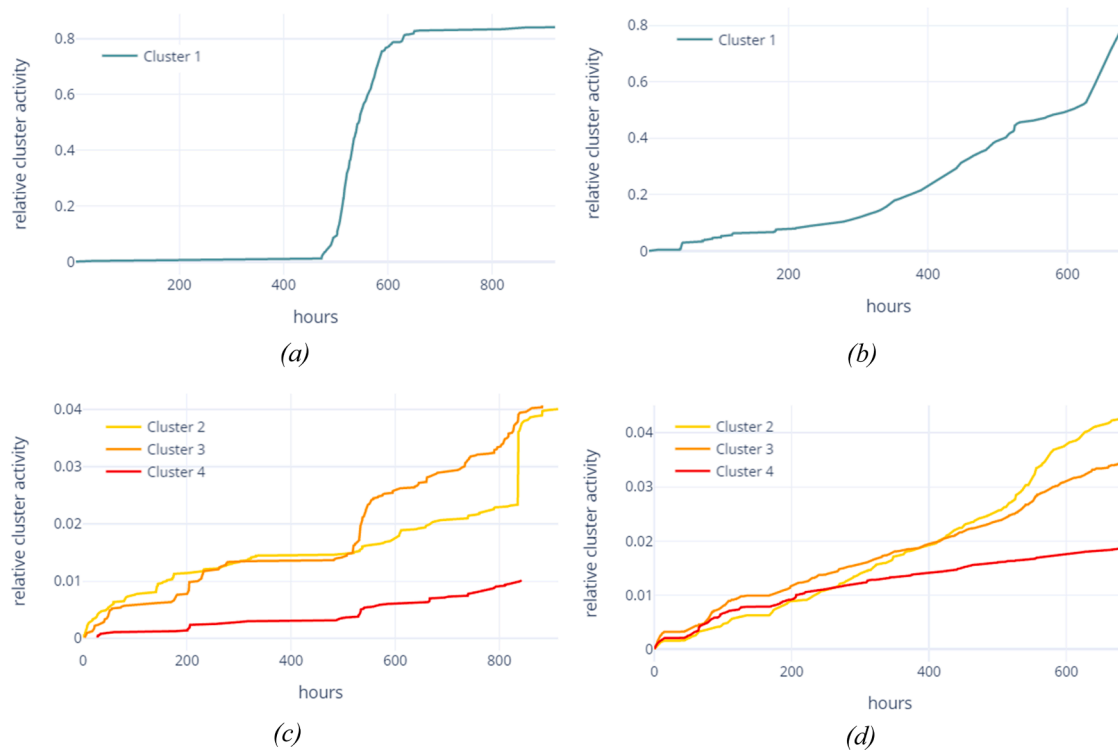 relative cluster activity
0.8
0.6
0.4
0.2
0
Cluster 1
200
400
600
800
hours
(a)
relative cluster activity
0.8
0.6
0.4
0.2
0
Cluster 1
200
400
600
hours
(b)
relative cluster activity
0.04
0.03
0.02
0.01
0
Cluster 2
Cluster 3
Cluster 4
0
200
400
600
800
hours
(c)
relative cluster activity
0.04
0.03
0.02
0.01
0
Cluster 2
Cluster 3
Cluster 4
0
200
400
600
hours
(d)